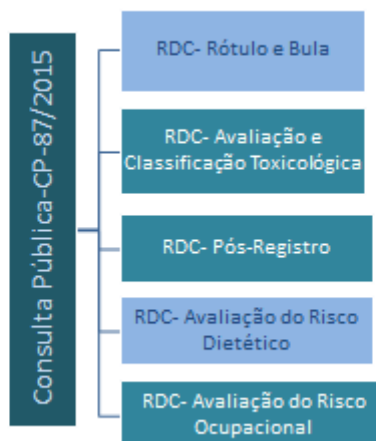 Consulta Pública-CP-87/2015
RDC- Rótulo e Bula
RDC- Avaliação e
Classificação Toxicológica
RDC- Pós-Registro
RDC- Avaliação do Risco
Dietético
RDC- Avaliação do Risco
Ocupacional